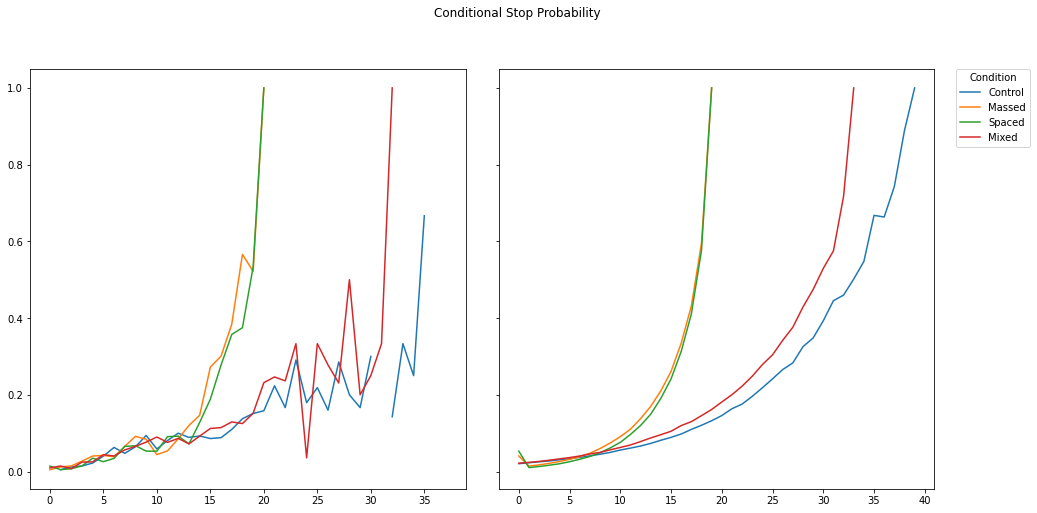 Conditional Stop Probability
1.0
0.8
0.6
0.4
0.2
0.0
0 5 10 15 20 25 30 35
0 5 10 15 20 25 30 35 40
Condition
Control
Massed
Spaced
Mixed